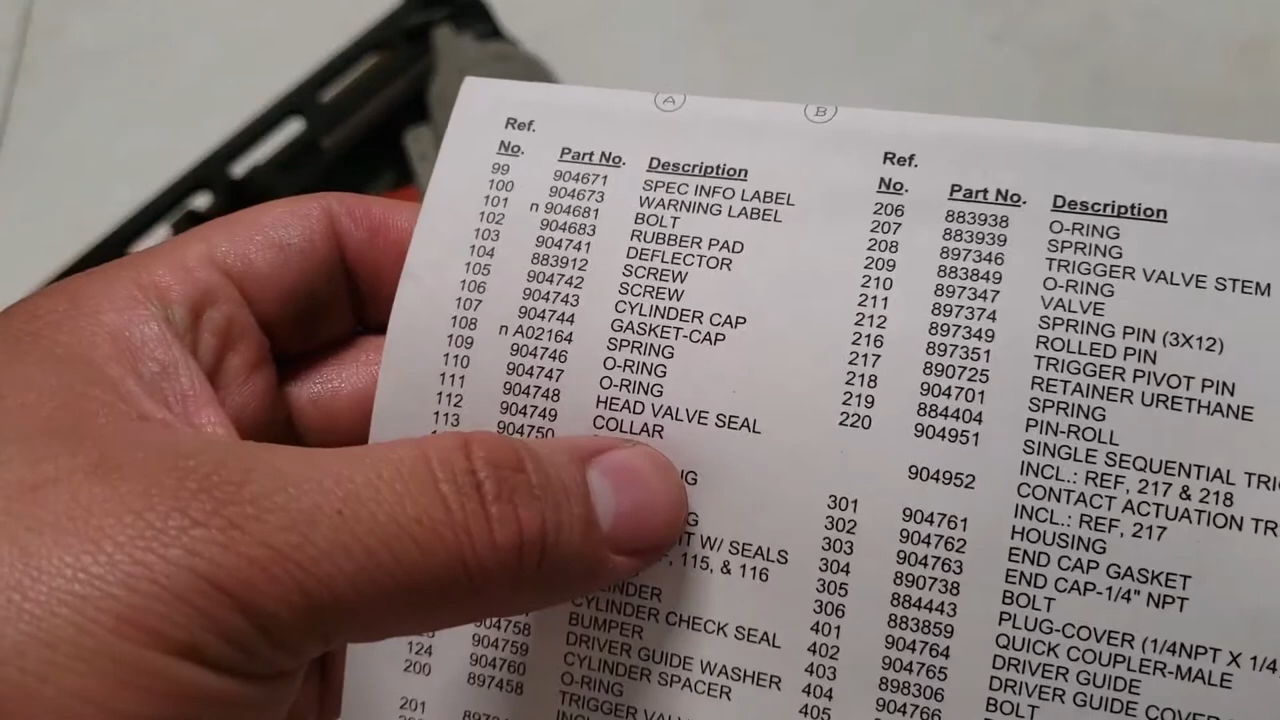 A B
Ref.
No. Part No. Description
99 904671 SPEC INFO LABEL
100 904673 WARNING LABEL
101 n 904681 BOLT
102 904683 RUBBER PAD
103 904741 DEFLECTOR
104 883912 SCREW
105 904742 SCREW
106 904743 CYLINDER CAP
107 904744 GASKET-CAP
108 n A02164 SPRING
109 904746 O-RING
110 904747 O-RING
111 904748 HEAD VALVE SEAL
112 904749 COLLAR
113 904750
W/ SEALS
115, & 116
CYLINDER CHECK SEAL
904758 BUMPER
904759 DRIVER GUIDE WASHER
124 904760 CYLINDER SPACER
200 897458 O-RING
201 TRIGGER
Ref.
No. Part No. Description
206 883938 O-RING
207 883939 SPRING
208 897346 TRIGGER VALVE STEM
209 883849 O-RING
210 897347 VALVE
211 897374 SPRING PIN (3X12)
212 897349 ROLLED PIN
216 897351 TRIGGER PIVOT PIN
217 890725 RETAINER URETHANE
218 904701 SPRING
219 884404 PIN-ROLL
220 904951 SINGLE SEQUENTIAL
INCL.: REF, 217 & 218
904952 CONTACT ACTUATION
INCL.: REF, 217
301 904761 HOUSING
302 904762 END CAP GASKET
303 904763 END CAP-1/4" NPT
304 890738 BOLT
305 884443 PLUG-COVER (1/4NPT X 1/4
306 883859 QUICK COUPLER-MALE
401 904764 DRIVER GUIDE
402 904765 DRIVER GUIDE
403 898306 BOLT
404 904766
405